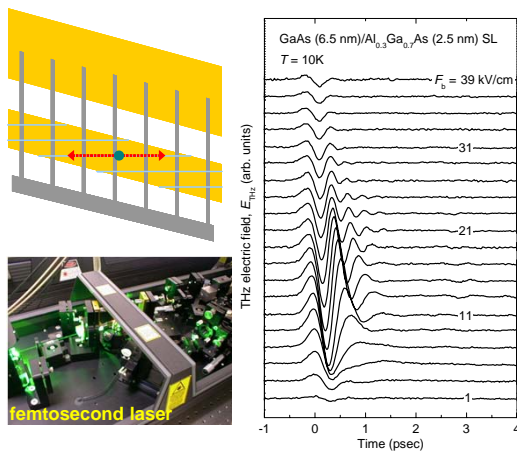 GaAs (6.5 nm)/Al0.3Ga0.7As (2.5 nm) SL
T = 10K
Fb = 39 kV/cm
31
21
11
1
THz electric field, ETHz (arb. units)
-1 0 1 2 3 4
Time (psec)
femtosecond laser